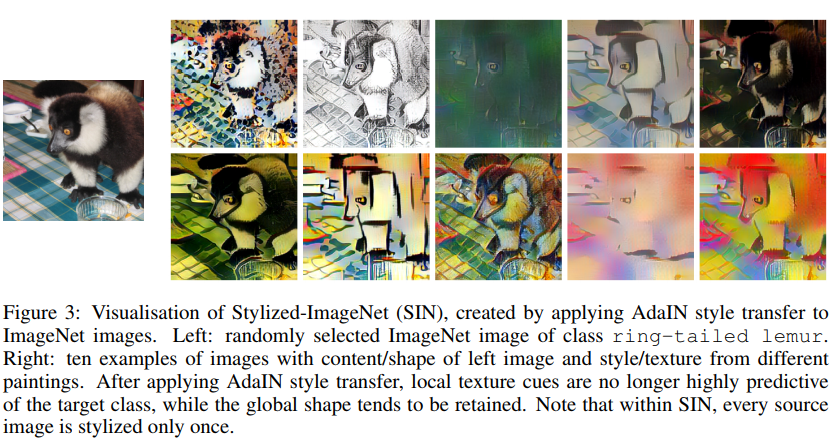 Figure 3: Visualisation of Stylized-ImageNet (SIN), created by applying AdaIN style transfer to
ImageNet images. Left: randomly selected ImageNet image of class ring-tailed lemur.
Right: ten examples of images with content/shape of left image and style/texture from different
paintings. After applying AdaIN style transfer, local texture cues are no longer highly predictive
of the target class, while the global shape tends to be retained. Note that within SIN, every source
image is stylized only once.